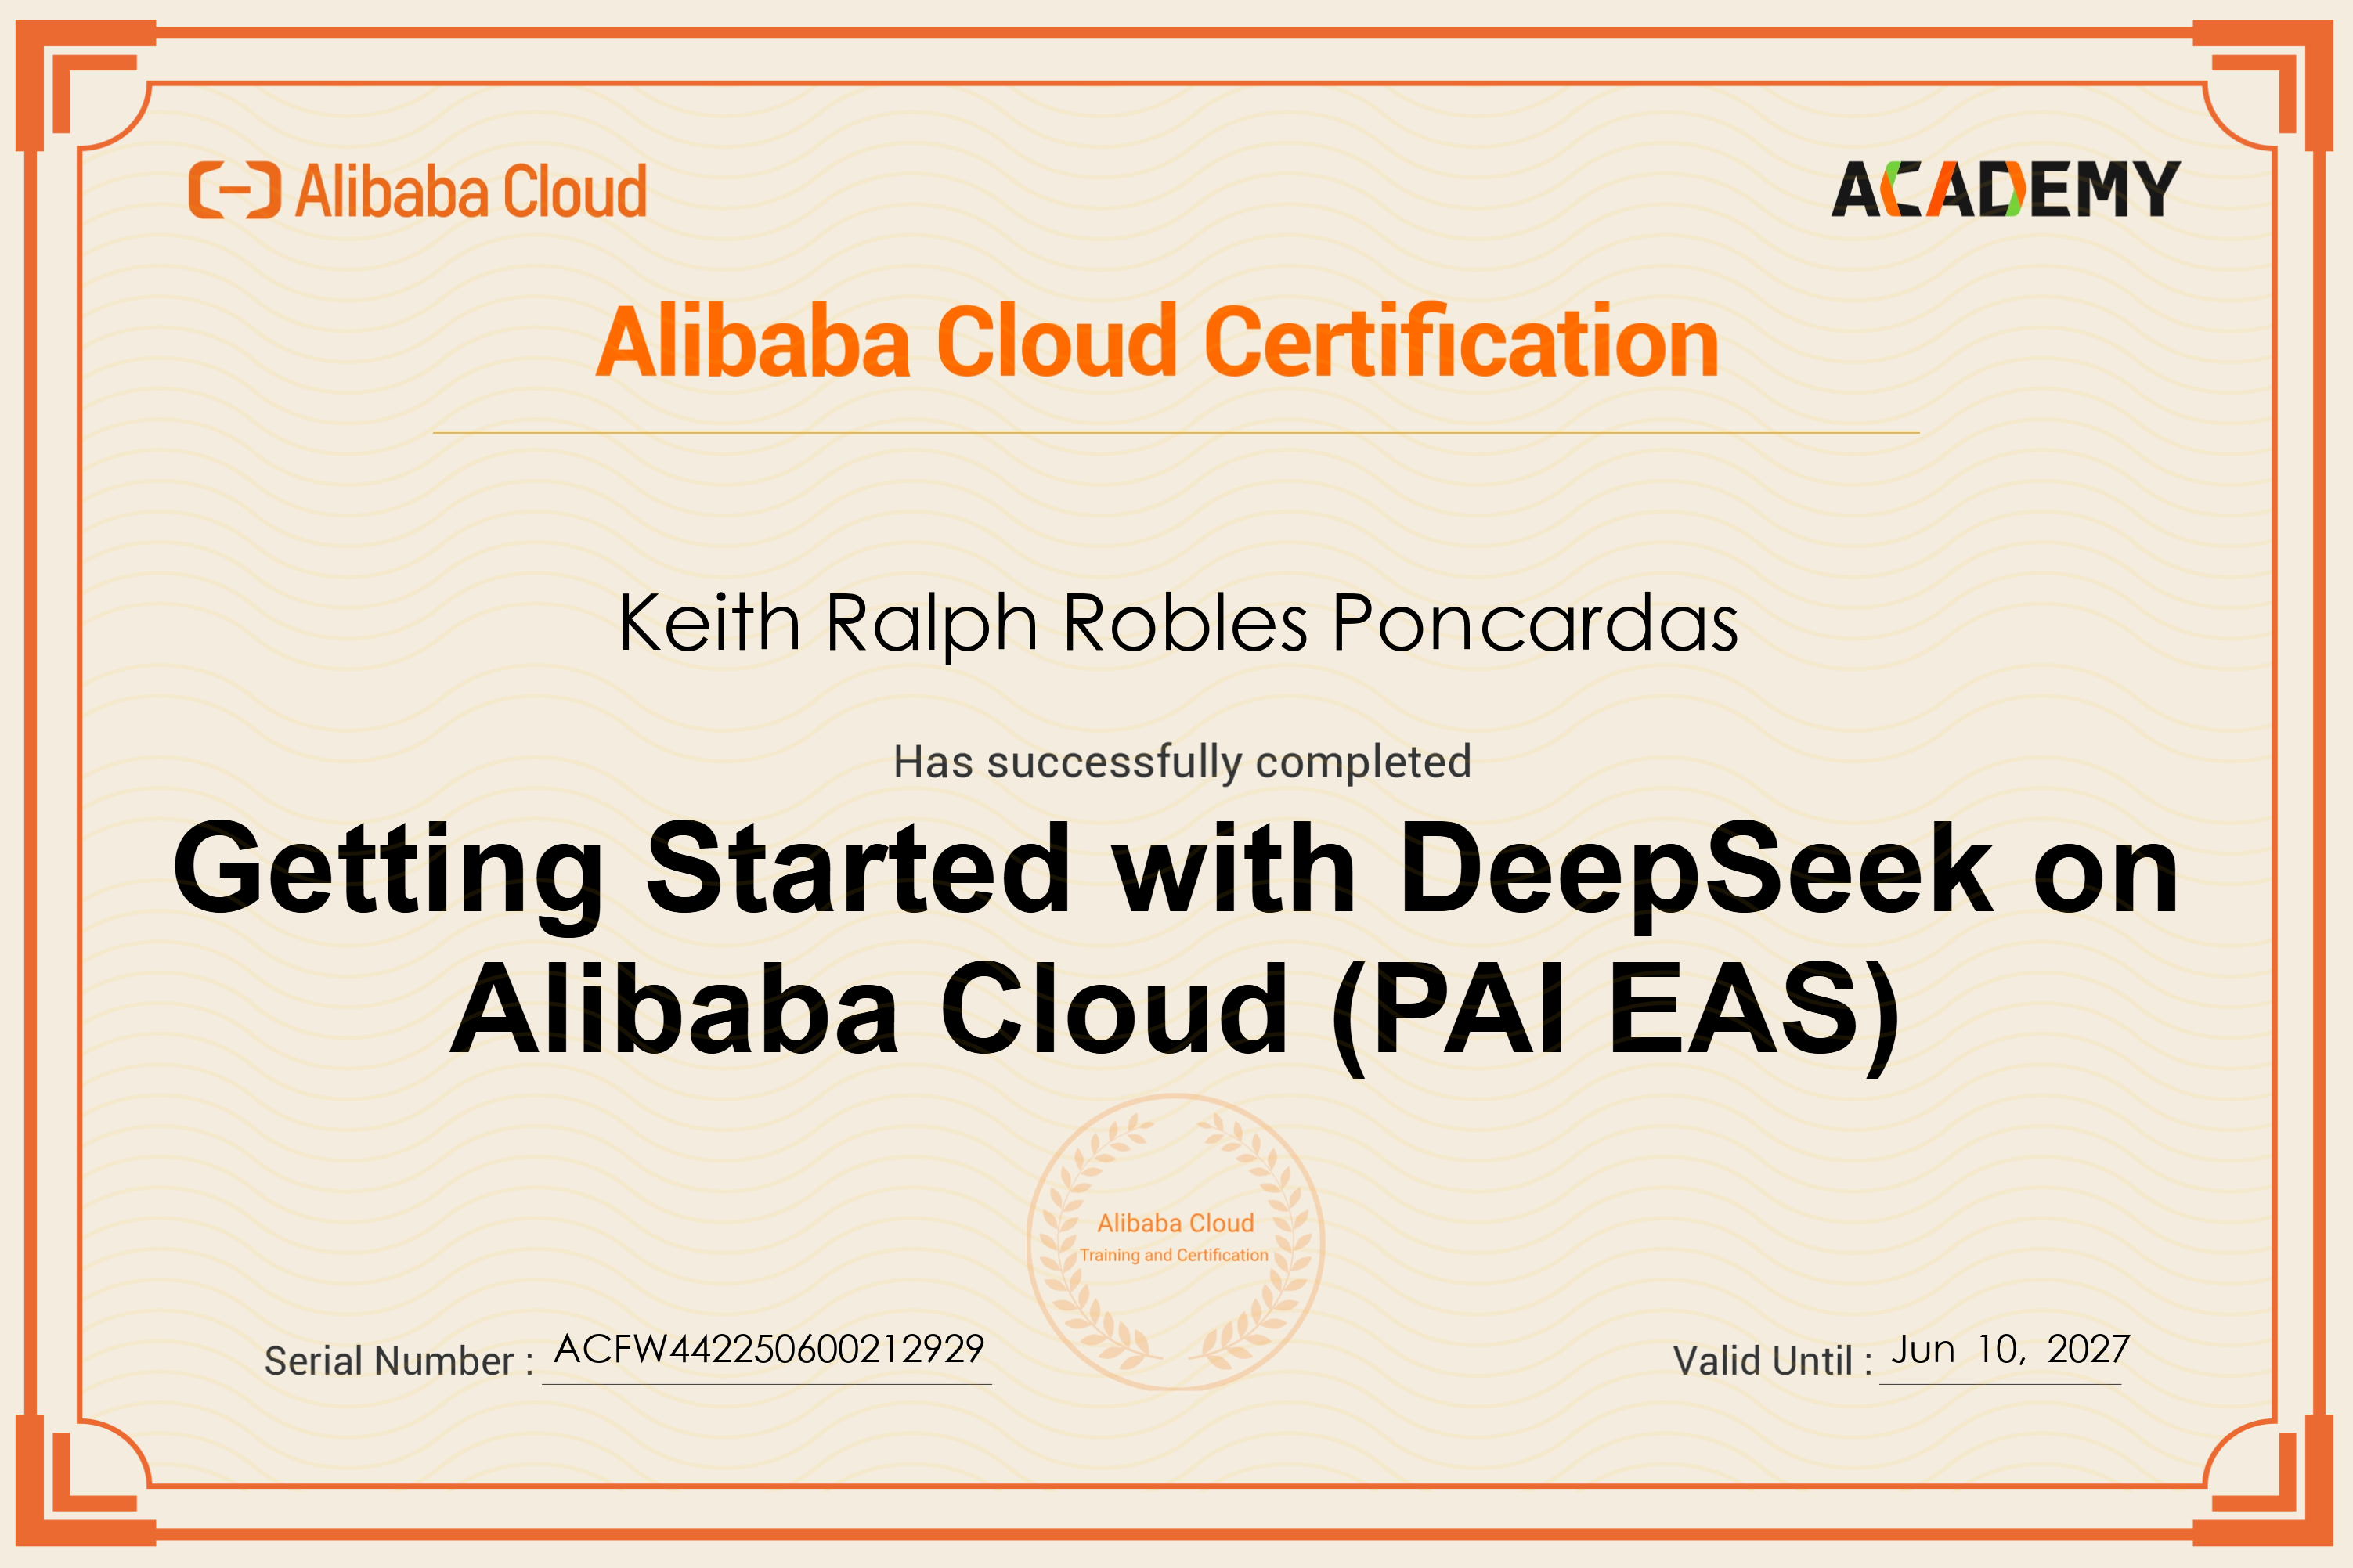 Alibaba Cloud
ACADEMY
Alibaba Cloud Certification
Keith Ralph Robles Poncardas
Has successfully completed
Getting Started with DeepSeek on
Alibaba Cloud (PAI EAS)
Alibaba Cloud
Training and Certification
Serial Number : ACFW442250600212929
Valid Until : Jun 10, 2027